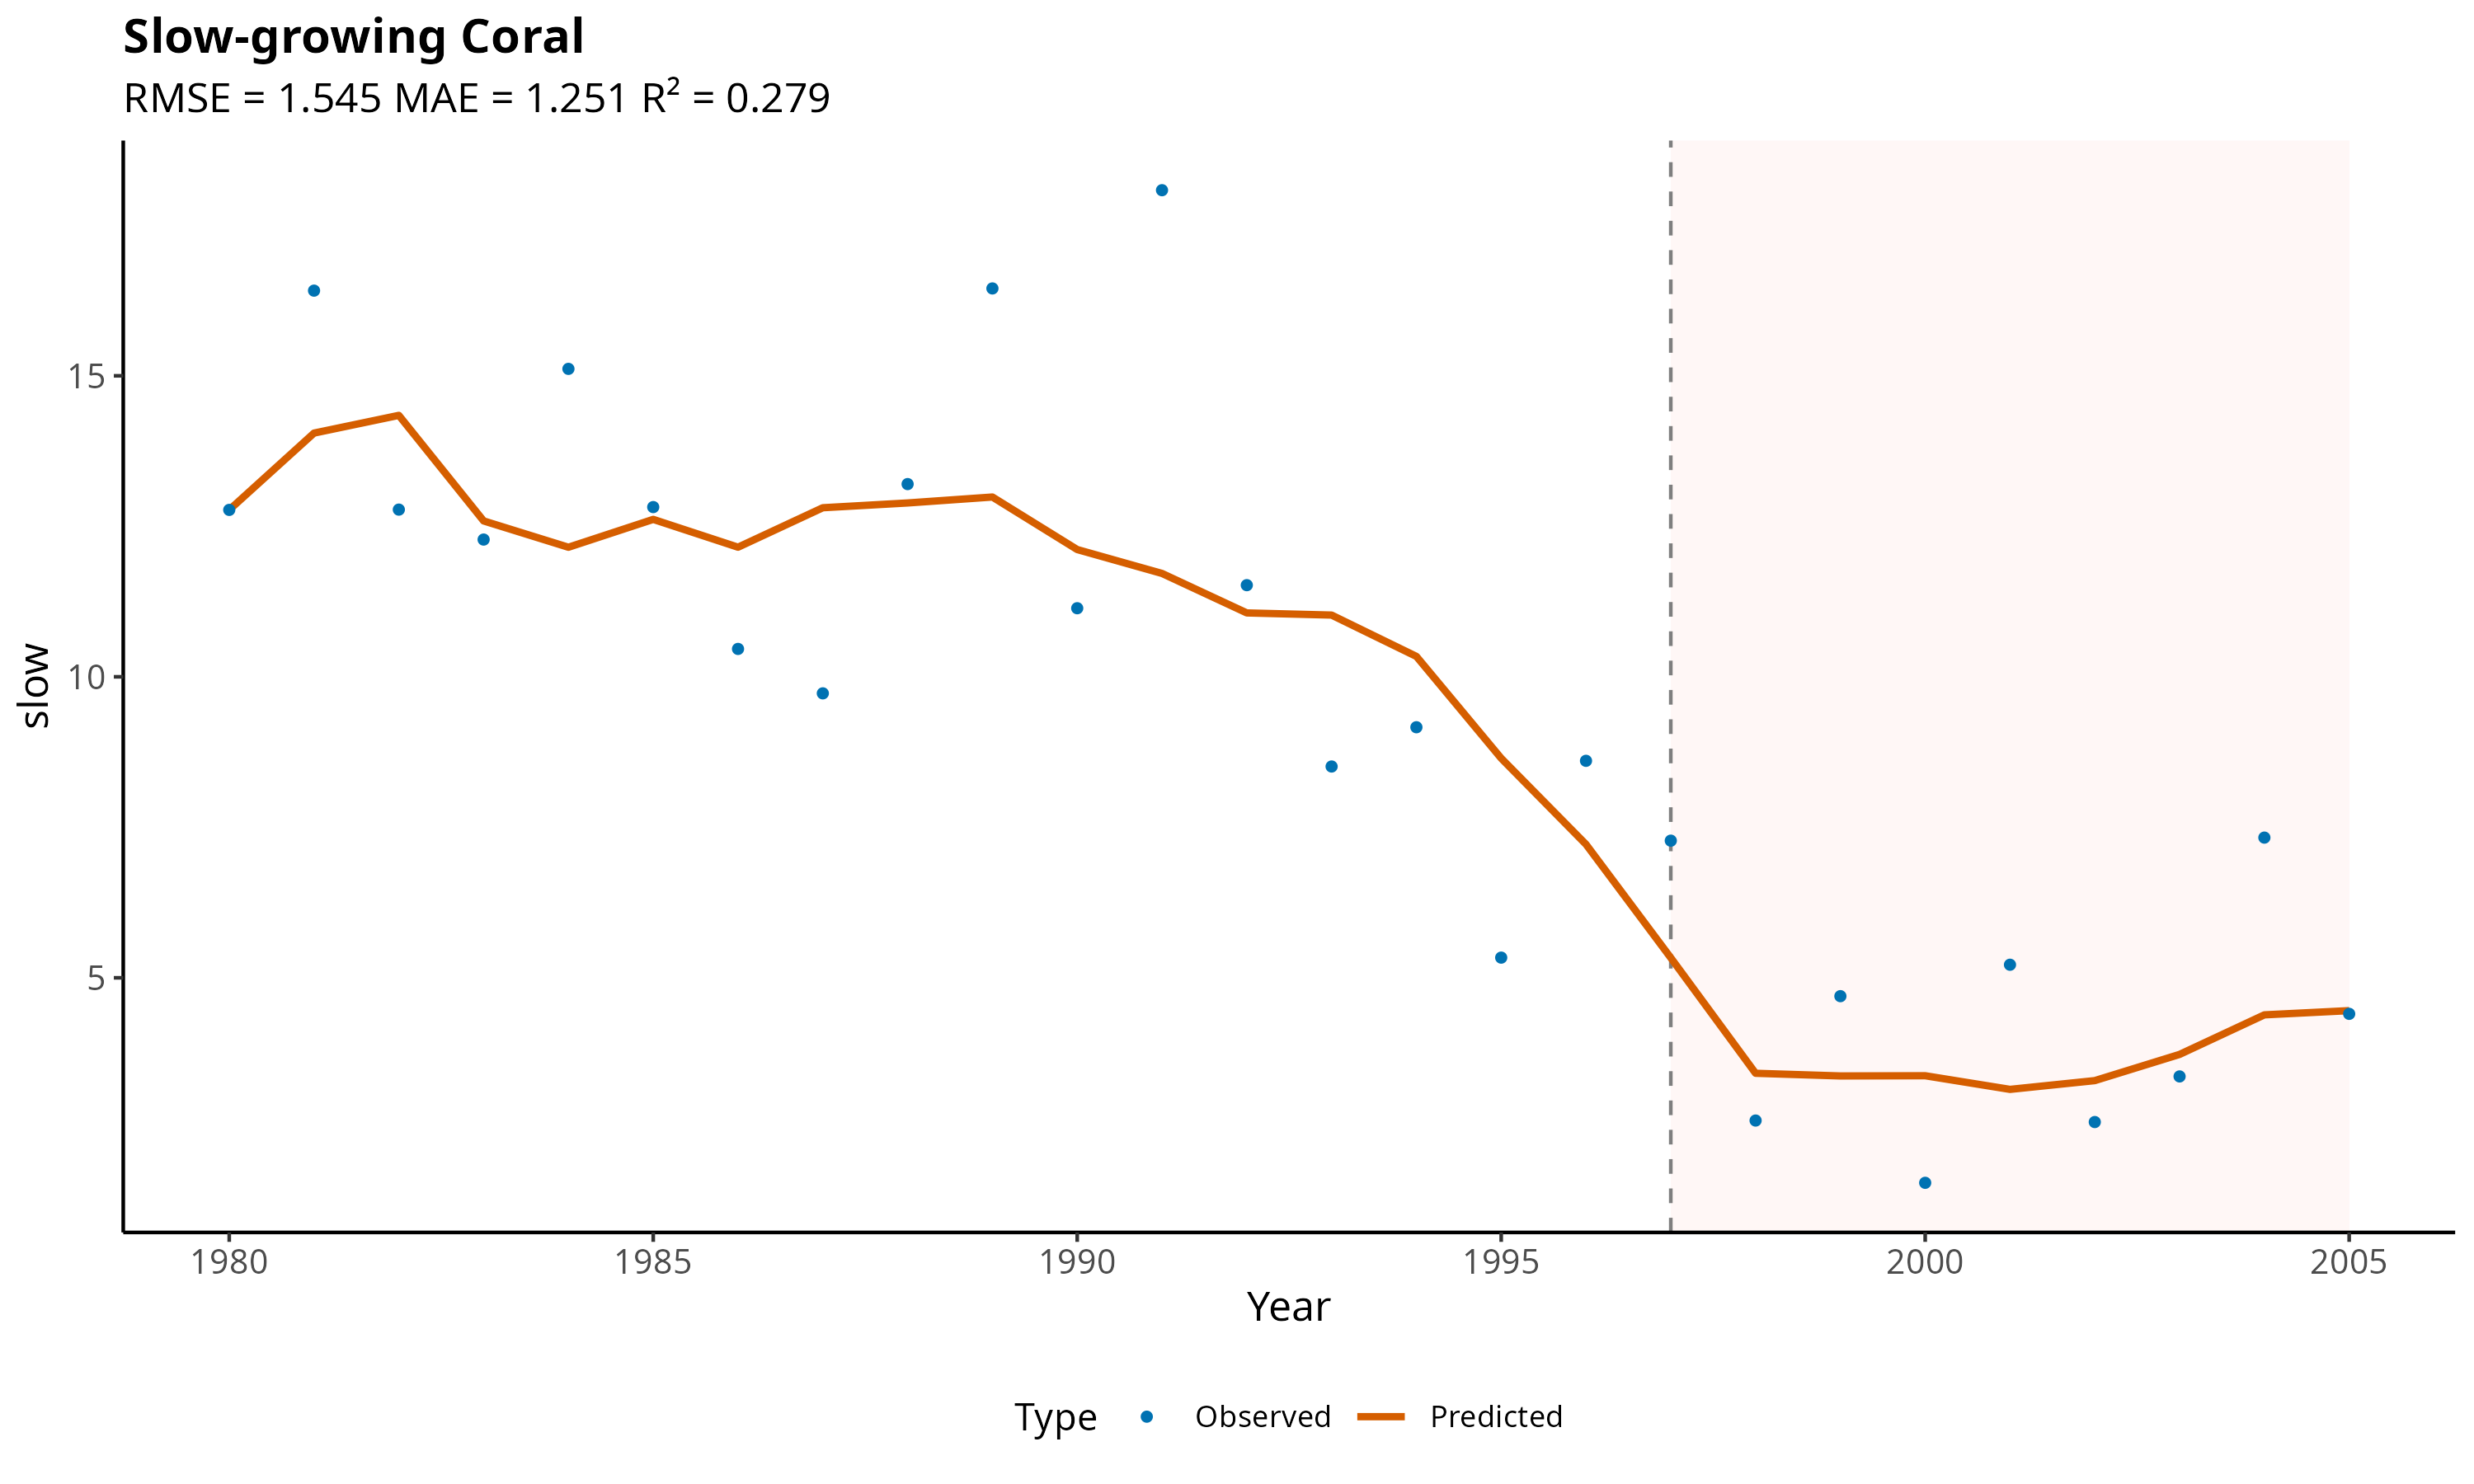 Slow-growing Coral
RMSE = 1.545 MAE = 1.251 R² = 0.279
slow
15
10
5
1980 1985 1990 1995 2000 2005
Year
Type Observed Predicted